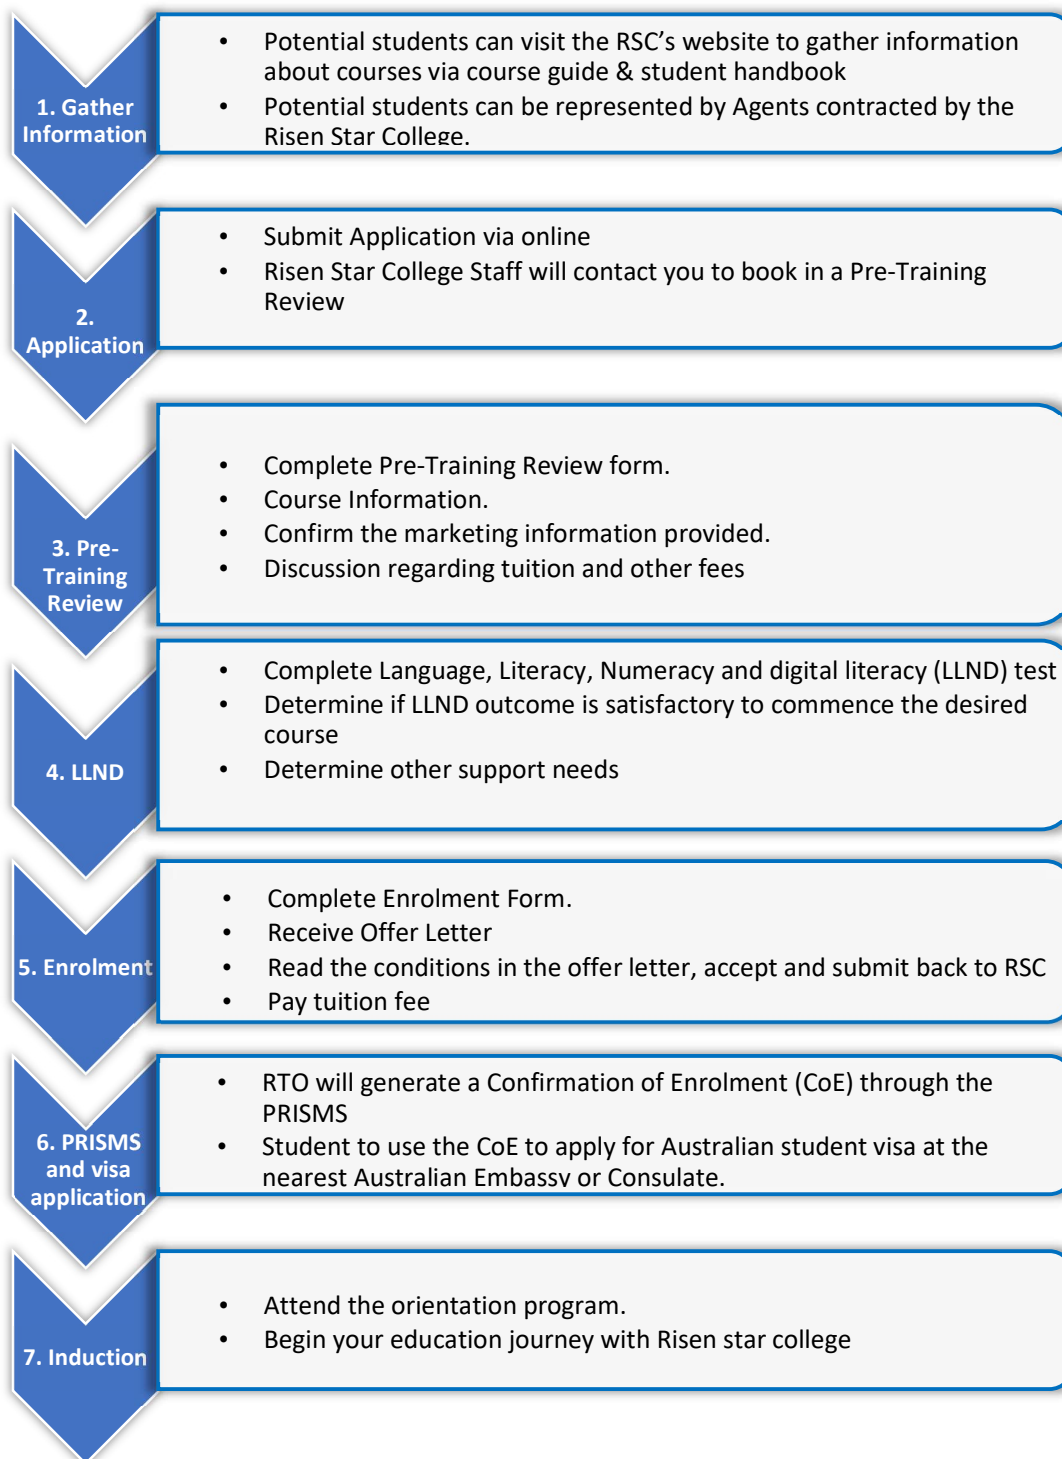 1. Gather
Information
• Potential students can visit the RSC’s website to gather information
about courses via course guide & student handbook
• Potential students can be represented by Agents contracted by the
Risen Star College.
2.
Application
• Submit Application via online
• Risen Star College Staff will contact you to book in a Pre-Training
Review
3. Pre-
Training
Review
• Complete Pre-Training Review form.
• Course Information.
• Confirm the marketing information provided.
• Discussion regarding tuition and other fees
4. LLND
• Complete Language, Literacy, Numeracy and digital literacy (LLND) test
• Determine if LLND outcome is satisfactory to commence the desired
course
• Determine other support needs
5. Enrolment
• Complete Enrolment Form.
• Receive Offer Letter
• Read the conditions in the offer letter, accept and submit back to RSC
• Pay tuition fee
6. PRISMS
and visa
application
• RTO will generate a Confirmation of Enrolment (CoE) through the
PRISMS
• Student to use the CoE to apply for Australian student visa at the
nearest Australian Embassy or Consulate.
7. Induction
• Attend the orientation program.
• Begin your education journey with Risen star college